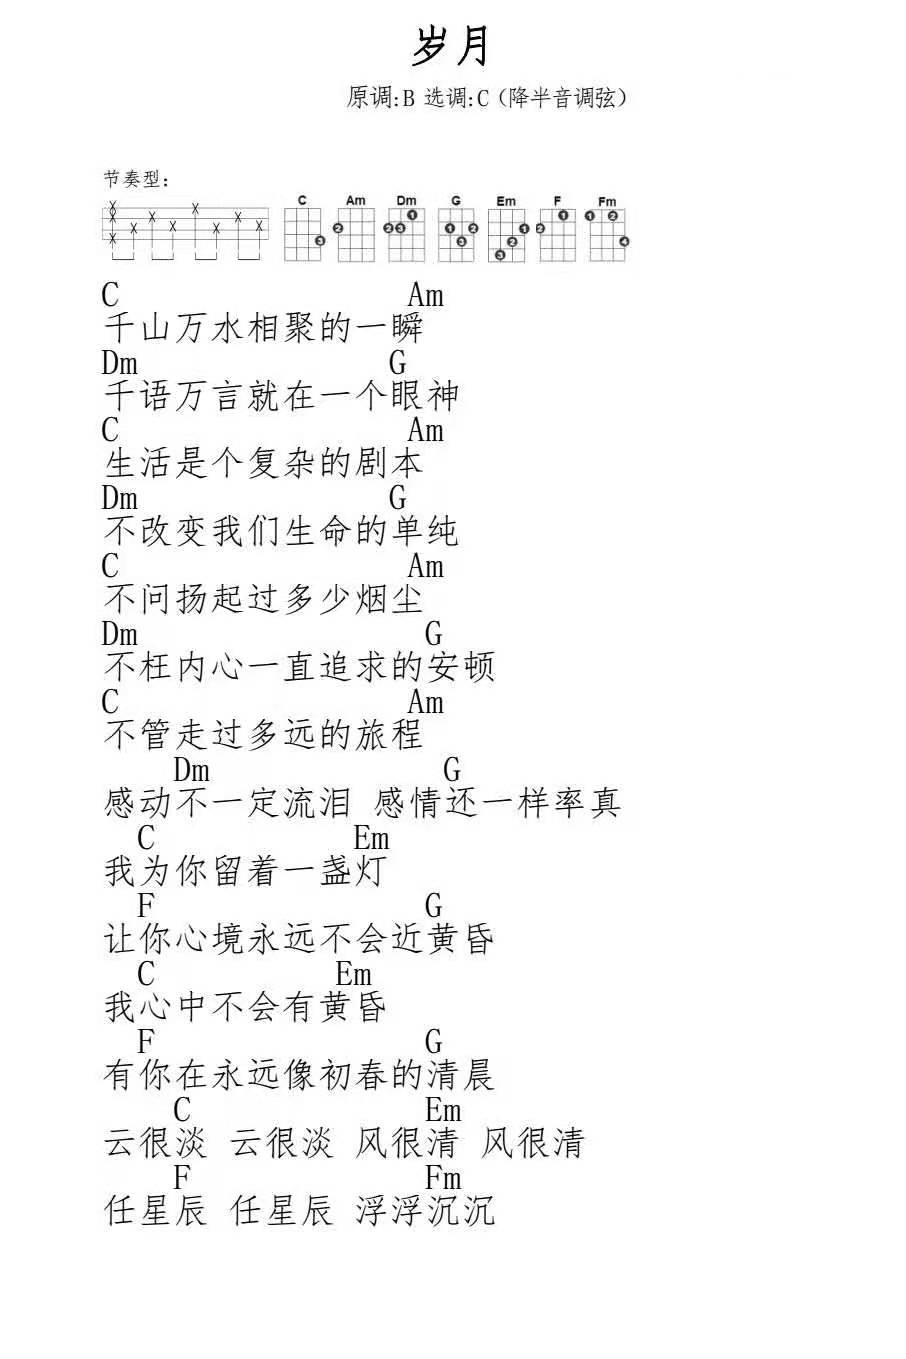 岁月
原调:B 选调:C（降半音调弦）
节奏型：
C Am Dm G Em F Fm
C Am
千山万水相聚的一瞬
Dm G
千语万言就在一个眼神
C Am
生活是个复杂的剧本
Dm G
不改变我们生命的单纯
C Am
不问扬起过多少烟尘
Dm G
不枉内心一直追求的安顿
C Am
不管走过多远的旅程
Dm G
感动不一定流泪 感情还一样率真
C Em
我为你留着一盏灯
F G
让你心境永远不会近黄昏
C Em
我心中不会有黄昏
F G
有你在永远像初春的清晨
C Em
云很淡 云很淡 风很清 风很清
F Fm
任星辰 任星辰 浮浮沉沉